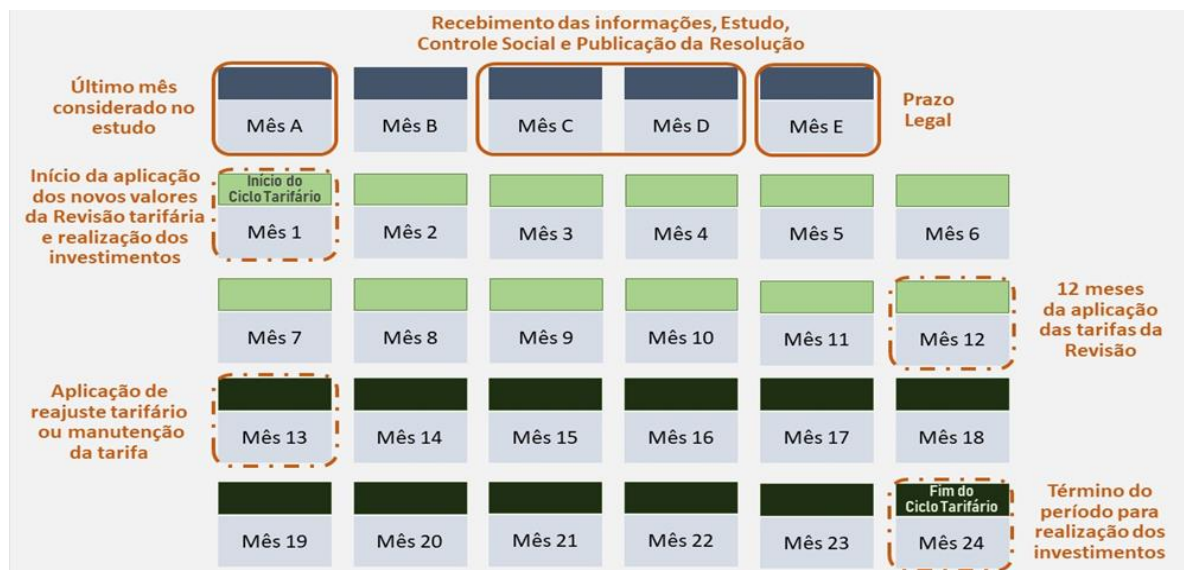 Recebimento das informações, Estudo,
Controle Social e Publicação da Resolução
Último mês
considerado no
estudo
Mês A
Mês B
Mês C
Mês D
Mês E
Prazo
Legal
Início da aplicação
dos novos valores
da Revisão tarifária
e realização dos
investimentos
Início do
Ciclo Tarifário
Mês 1
Mês 2
Mês 3
Mês 4
Mês 5
Mês 6
Mês 7
Mês 8
Mês 9
Mês 10
Mês 11
Mês 12
12 meses
da aplicação
das tarifas da
Revisão
Aplicação de
reajuste tarifário
ou manutenção
da tarifa
Mês 13
Mês 14
Mês 15
Mês 16
Mês 17
Mês 18
Mês 19
Mês 20
Mês 21
Mês 22
Mês 23
Fim do
Ciclo Tarifário
Mês 24
Término do
período para
realização dos
investimentos